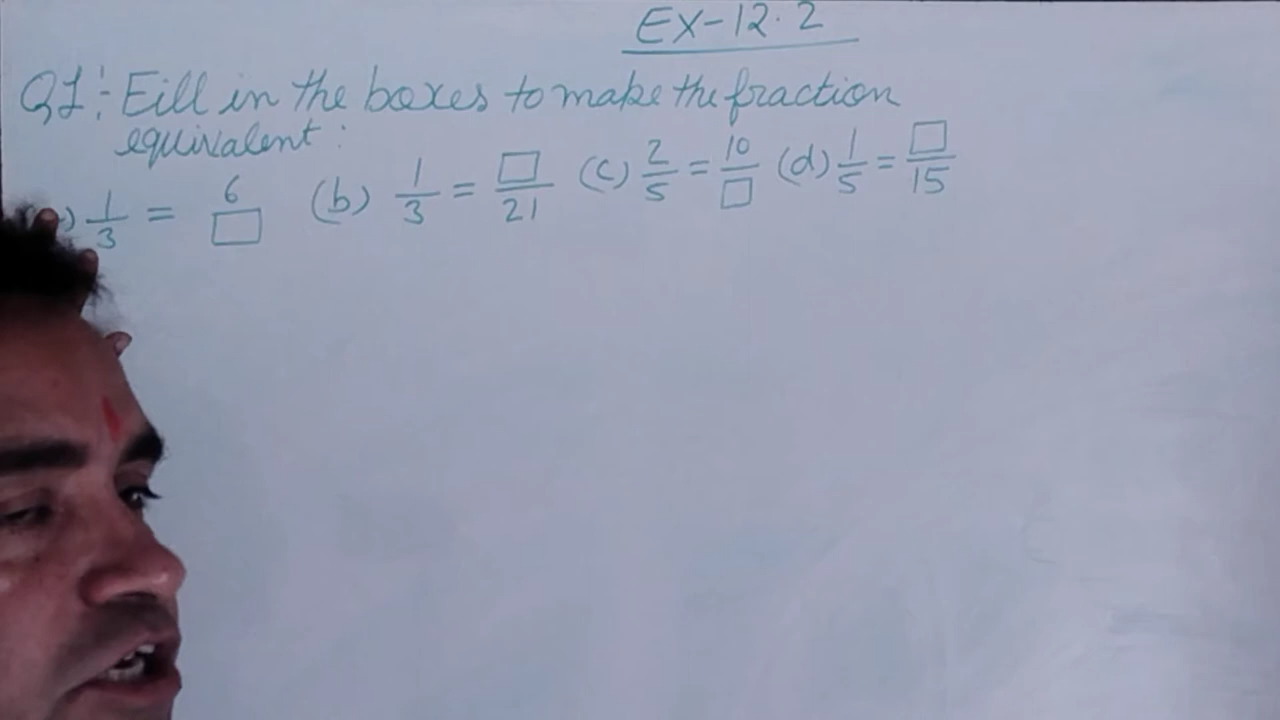 EX-12.2
Q1:- Fill in the boxes to make the fraction
equivalent:
) 1/3 = 6/□ (b) 1/3 = □/21 (c) 2/5 = 10/□ (d) 1/5 = □/15